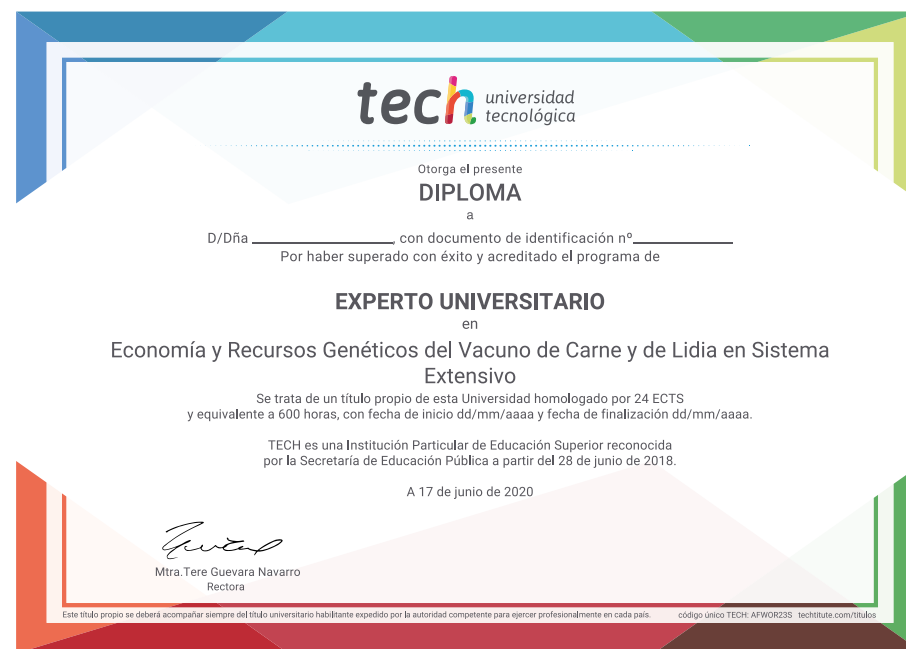 tech universidad
tecnológica
Otorga el presente
DIPLOMA
a
D/Dña ________________, con documento de identificación nº____________
Por haber superado con éxito y acreditado el programa de
EXPERTO UNIVERSITARIO
en
Economía y Recursos Genéticos del Vacuno de Carne y de Lidia en Sistema
Extensivo
Se trata de un título propio de esta Universidad homologado por 24 ECTS
y equivalente a 600 horas, con fecha de inicio dd/mm/aaaa y fecha de finalización dd/mm/aaaa.
TECH es una Institución Particular de Educación Superior reconocida
por la Secretaría de Educación Pública a partir del 28 de junio de 2018.
A 17 de junio de 2020
Mtra.Tere Guevara Navarro
Rectora
Este título propio se deberá acompañar siempre del título universitario habilitante expedido por la autoridad competente para ejercer profesionalmente en cada país. código único TECH: AFWOR23S techtitute.com/titulos